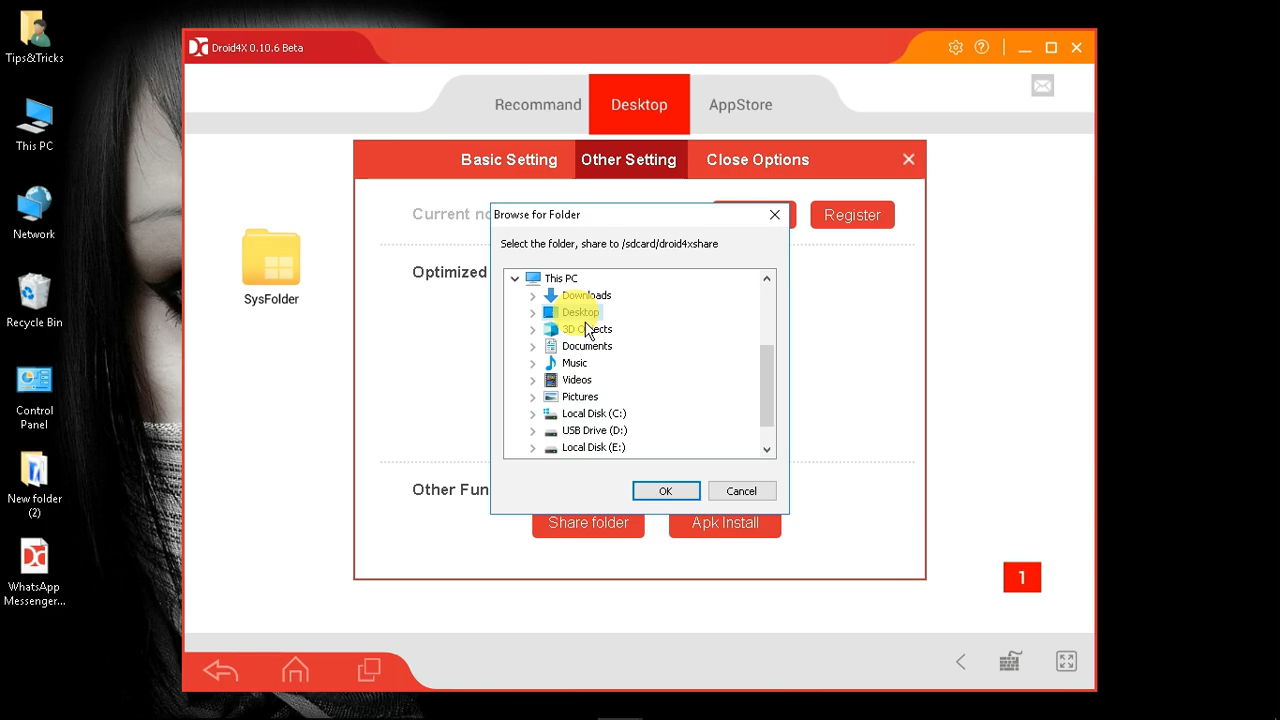 Tips&Tricks
This PC
Network
Recycle Bin
Control
Panel
New folder
(2)
WhatsApp
Messenger...
Droid4X 0.10.6 Beta
Recommand
Desktop
AppStore
Basic Setting
Other Setting
Close Options
SysFolder
Current no
Register
Optimized
Browse for Folder
Select the folder, share to /sdcard/droid4xshare
This PC
Downloads
Desktop
3D Objects
Documents
Music
Videos
Pictures
Local Disk (C:)
USB Drive (D:)
Local Disk (E:)
OK
Cancel
Other Fun
Share folder
Apk Install
1